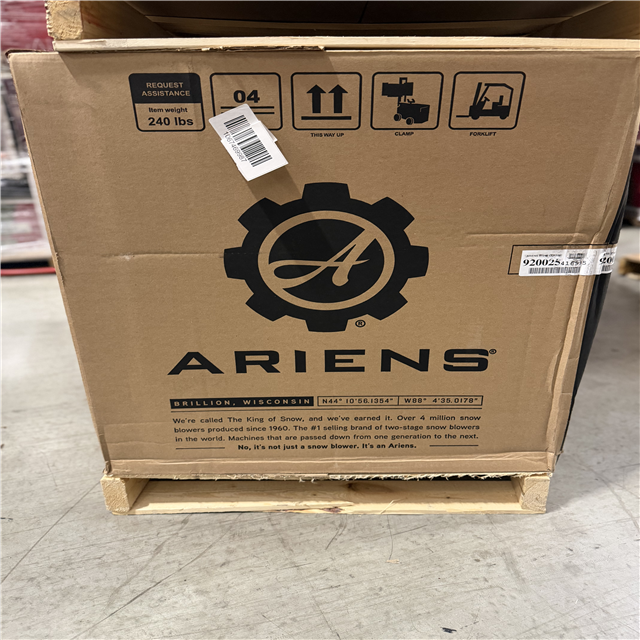 REQUEST
ASSISTANCE
Item weight
240 lbs
04
THIS WAY UP
CLAMP
FORKLIFT
A
®
920025
ARIENS®
BRILLION, WISCONSIN N44° 10'56.1354" W88° 4'35.0178"
We're called The King of Snow, and we've earned it. Over 4 million snow
blowers produced since 1960. The #1 selling brand of two-stage snow blowers
in the world. Machines that are passed down from one generation to the next.
No, it's not just a snow blower. It's an Ariens.